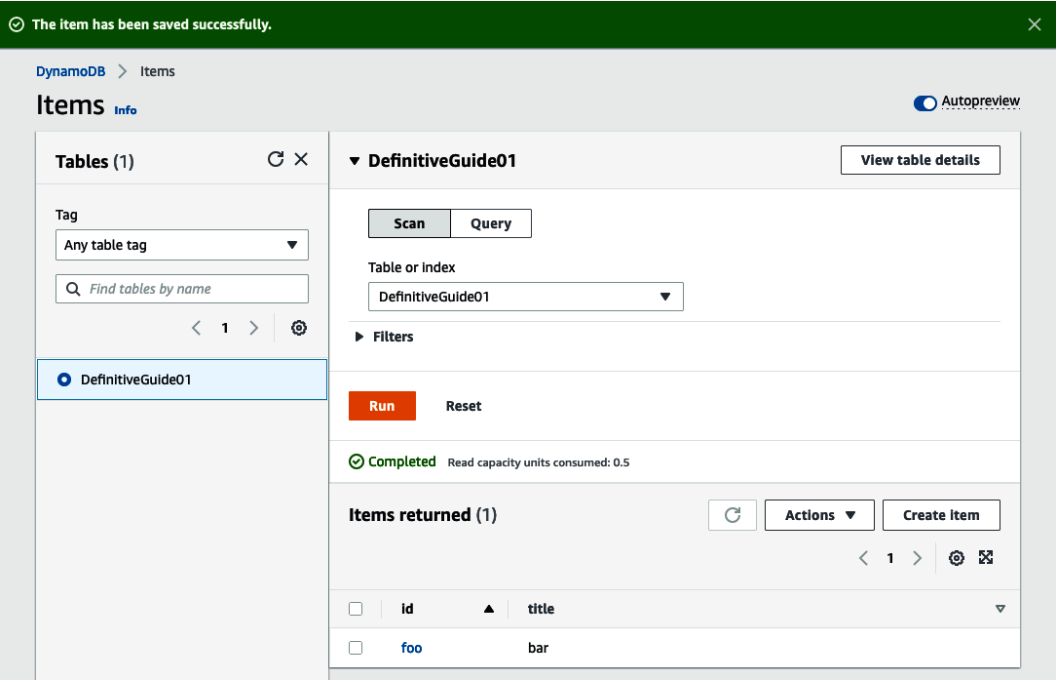 The item has been saved successfully.
DynamoDB > Items
Items Info
Autopreview
Tables (1)
Tag
Any table tag
Find tables by name
1
DefinitiveGuide01
DefinitiveGuide01
View table details
Scan Query
Table or index
DefinitiveGuide01
Filters
Run Reset
Completed Read capacity units consumed: 0.5
Items returned (1)
Actions
Create item
1
id title
foo bar